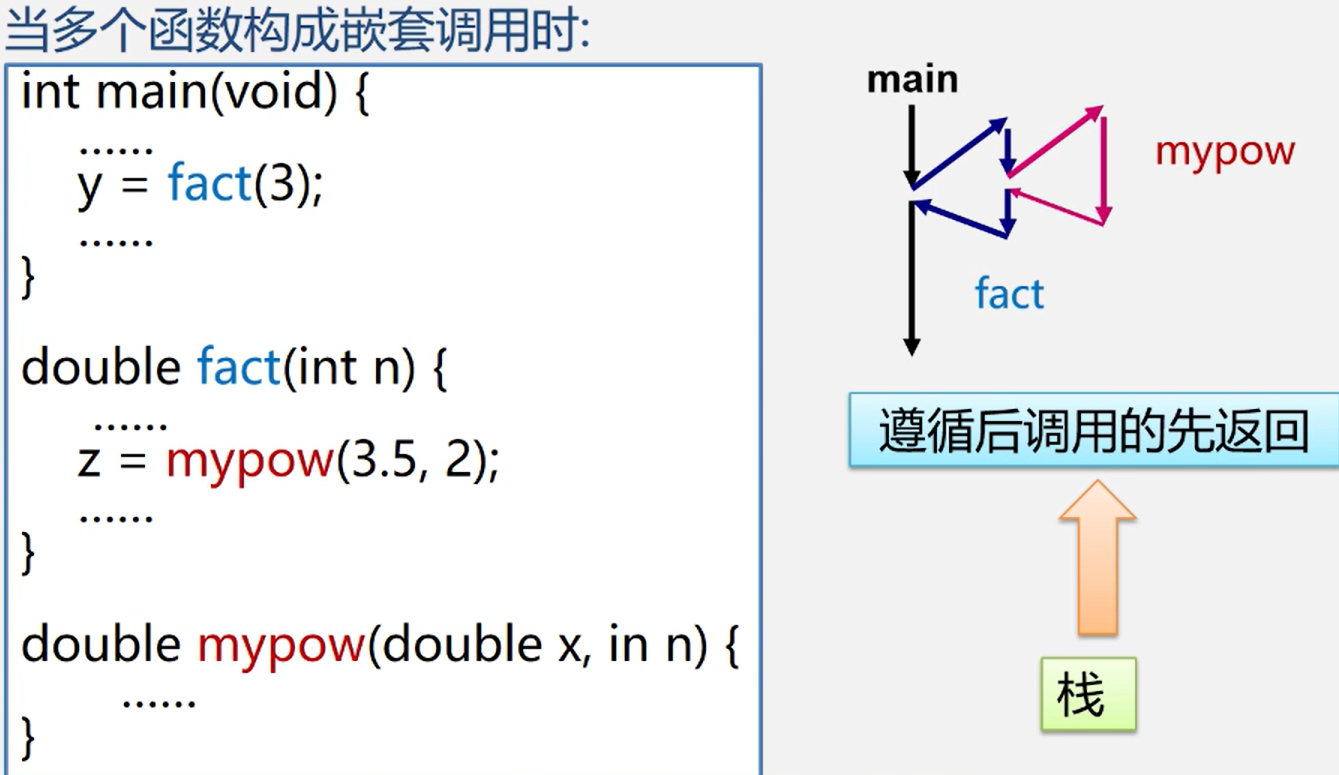 当多个函数构成嵌套调用时:
int main(void) {
......
y = fact(3);
......
}
double fact(int n) {
......
z = mypow(3.5, 2);
......
}
double mypow(double x, in n) {
......
}
main
mypow
fact
遵循后调用的先返回
栈